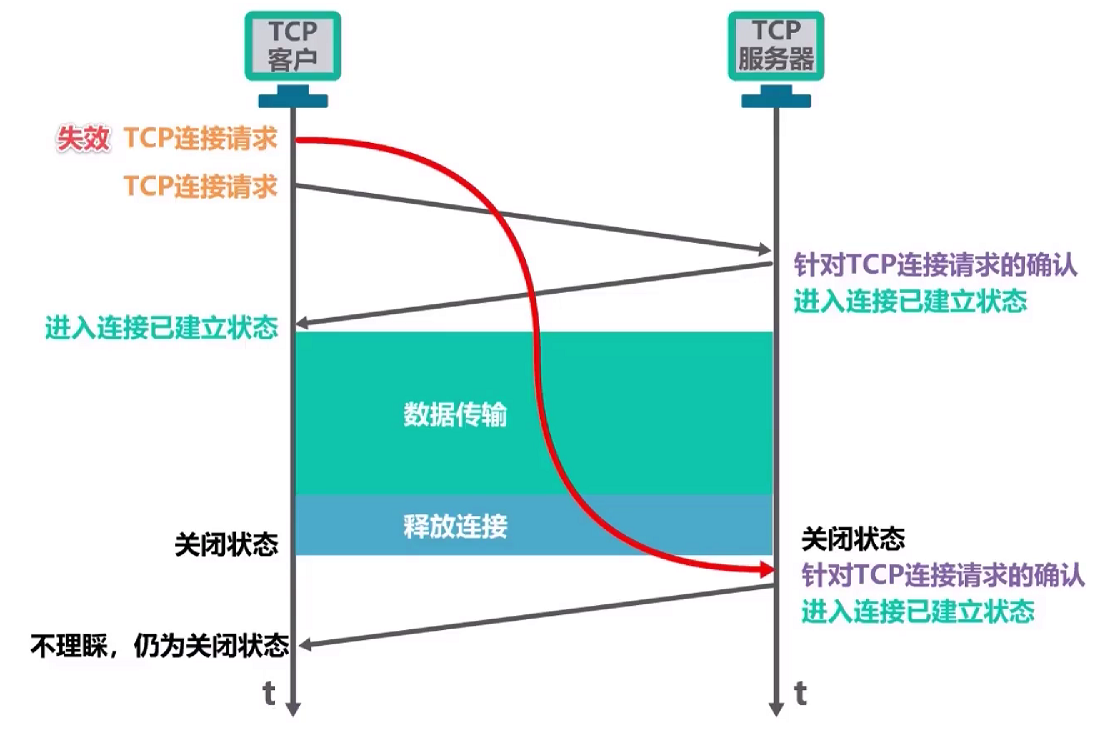 TCP
客户
TCP
服务器
失效 TCP连接请求
TCP连接请求
针对TCP连接请求的确认
进入连接已建立状态
进入连接已建立状态
数据传输
释放连接
关闭状态
关闭状态
针对TCP连接请求的确认
进入连接已建立状态
不理睬，仍为关闭状态
t
t